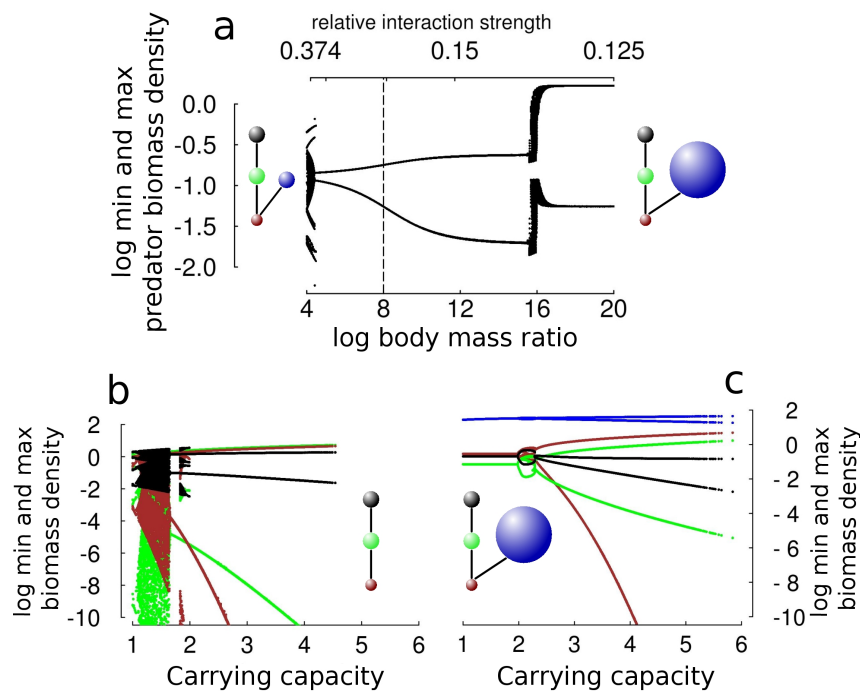 a
relative interaction strength
0.374 0.15 0.125
log min and max
predator biomass density
0.0
-0.5
-1.0
-1.5
-2.0
4 8 12 16 20
log body mass ratio
b
log min and max
biomass density
2
0
-2
-4
-6
-8
-10
1 2 3 4 5 6
Carrying capacity
c
2
0
-2
-4
-6
-8
-10
log min and max
biomass density
1 2 3 4 5 6
Carrying capacity